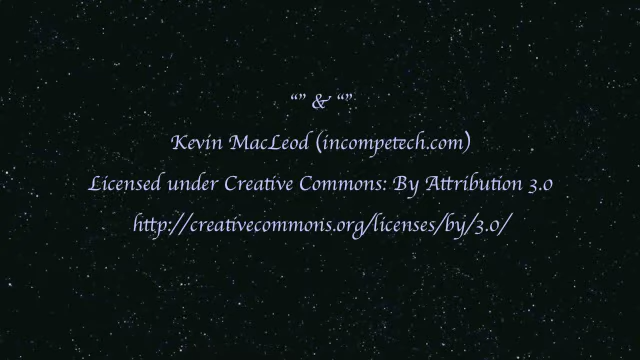 “” & “”
Kevin MacLeod (incompetech.com)
Licensed under Creative Commons: By Attribution 3.0
http://creativecommons.org/licenses/by/3.0/